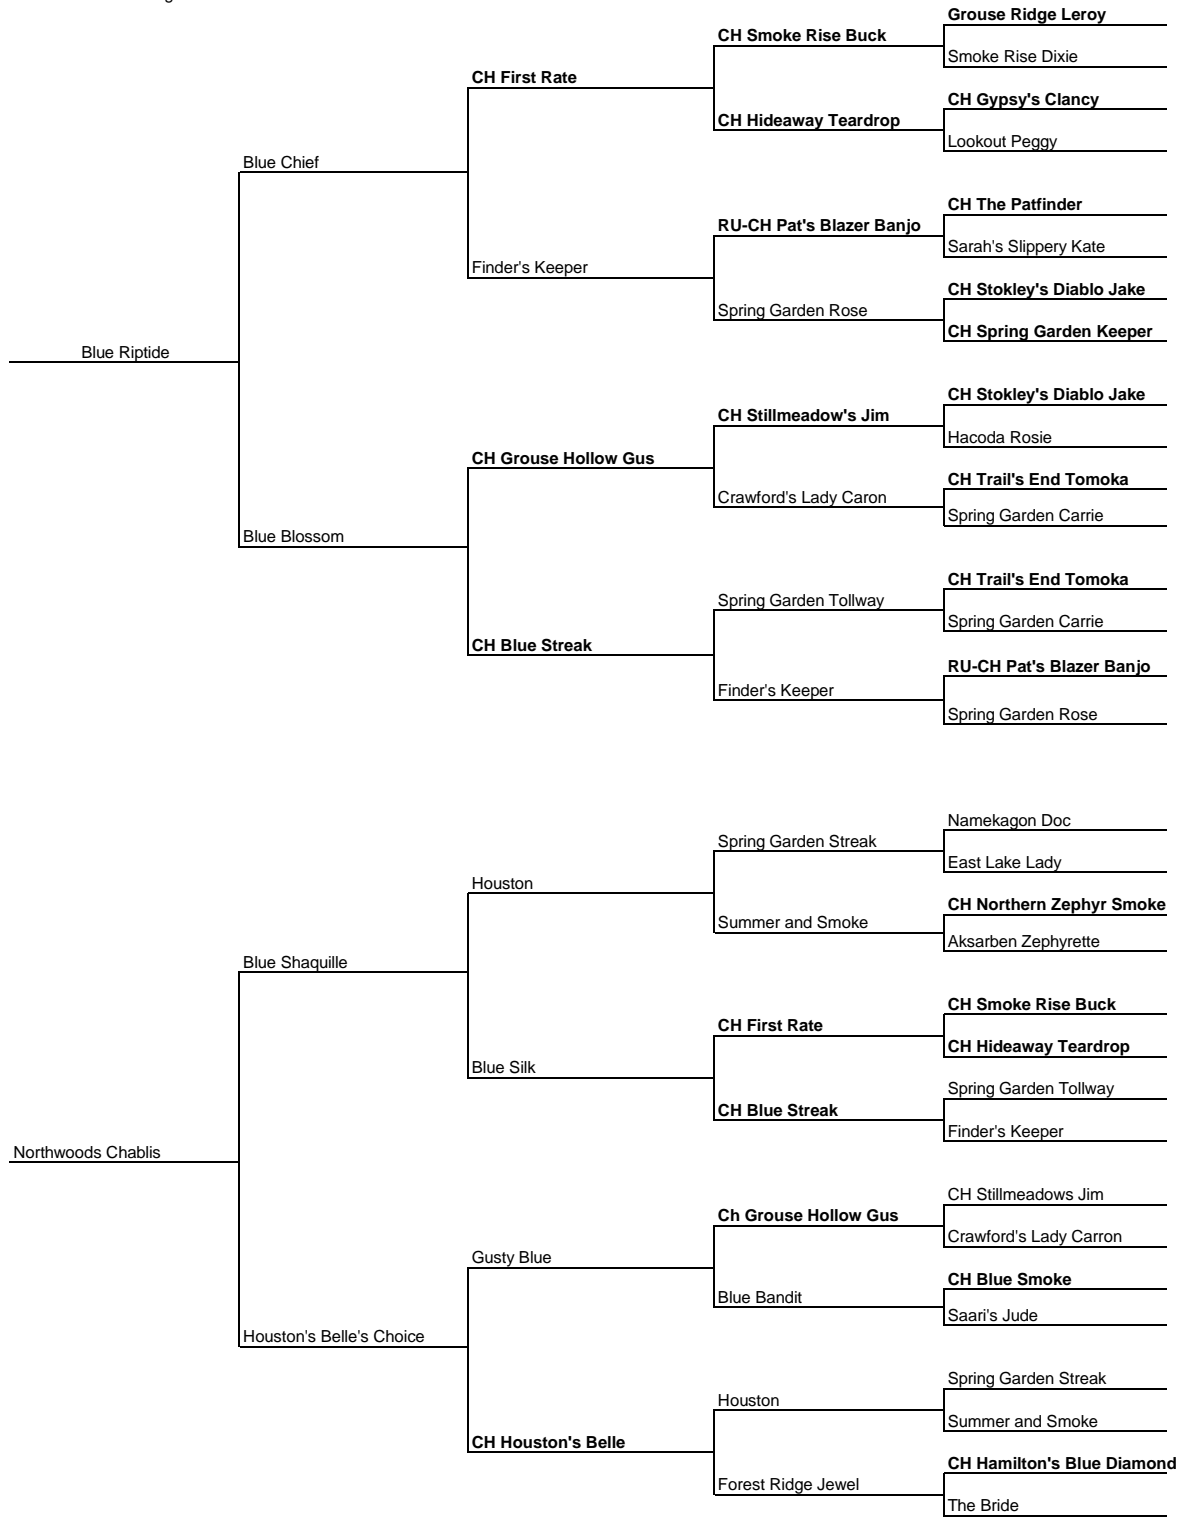 Grouse Ridge Leroy
CH Smoke Rise Buck
Smoke Rise Dixie
CH First Rate
CH Gypsy's Clancy
CH Hideaway Teardrop
Lookout Peggy
Blue Chief
CH The Patfinder
RU-CH Pat's Blazer Banjo
Sarah's Slippery Kate
Finder's Keeper
CH Stokley's Diablo Jake
Spring Garden Rose
CH Spring Garden Keeper
Blue Riptide
CH Stokley's Diablo Jake
CH Stillmeadow's Jim
Hacoda Rosie
CH Grouse Hollow Gus
CH Trail's End Tomoka
Crawford's Lady Caron
Spring Garden Carrie
Blue Blossom
CH Trail's End Tomoka
Spring Garden Tollway
Spring Garden Carrie
CH Blue Streak
RU-CH Pat's Blazer Banjo
Finder's Keeper
Spring Garden Rose
Namekagon Doc
Spring Garden Streak
East Lake Lady
Houston
CH Northern Zephyr Smoke
Summer and Smoke
Aksarben Zephyrette
Blue Shaquille
CH Smoke Rise Buck
CH First Rate
CH Hideaway Teardrop
Blue Silk
Spring Garden Tollway
CH Blue Streak
Finder's Keeper
Northwoods Chablis
CH Stillmeadows Jim
Ch Grouse Hollow Gus
Crawford's Lady Carron
Gusty Blue
CH Blue Smoke
Blue Bandit
Saari's Jude
Houston's Belle's Choice
Spring Garden Streak
Houston
Summer and Smoke
CH Houston's Belle
CH Hamilton's Blue Diamond
Forest Ridge Jewel
The Bride